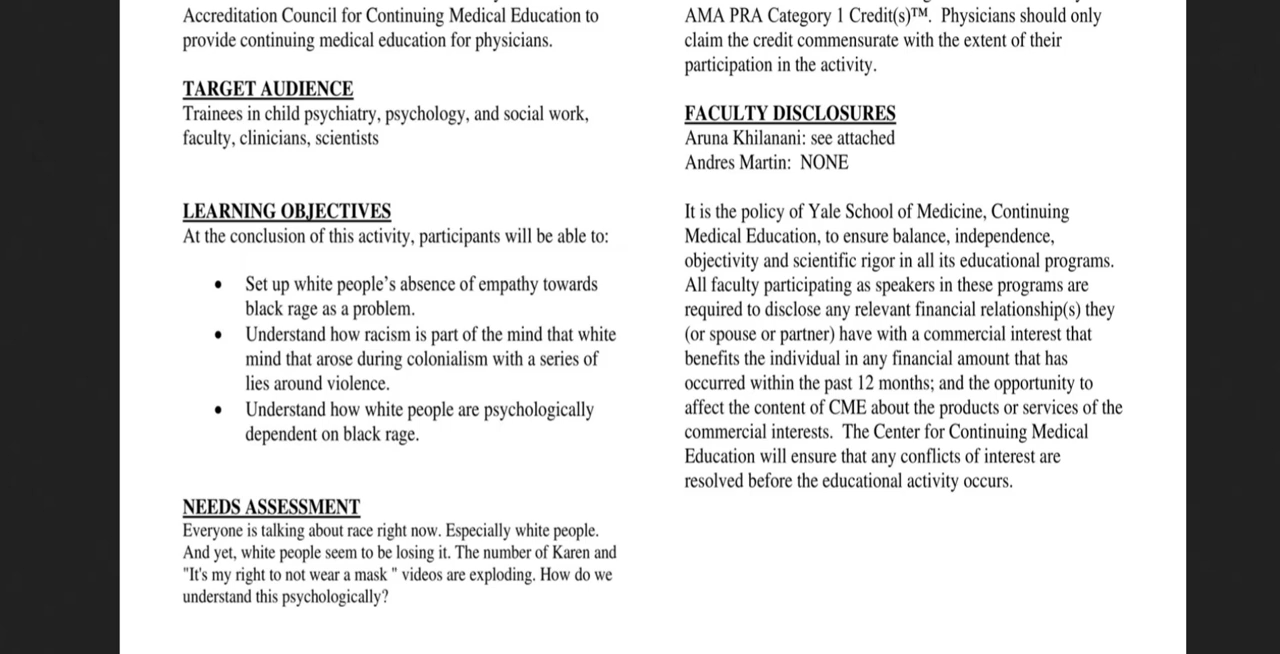 Accreditation Council for Continuing Medical Education to
provide continuing medical education for physicians.
TARGET AUDIENCE
Trainees in child psychiatry, psychology, and social work,
faculty, clinicians, scientists
LEARNING OBJECTIVES
At the conclusion of this activity, participants will be able to:
• Set up white people's absence of empathy towards
black rage as a problem.
• Understand how racism is part of the mind that white
mind that arose during colonialism with a series of
lies around violence.
• Understand how white people are psychologically
dependent on black rage.
NEEDS ASSESSMENT
Everyone is talking about race right now. Especially white people.
And yet, white people seem to be losing it. The number of Karen and
"It's my right to not wear a mask " videos are exploding. How do we
understand this psychologically?
AMA PRA Category 1 Credit(s)™. Physicians should only
claim the credit commensurate with the extent of their
participation in the activity.
FACULTY DISCLOSURES
Aruna Khilanani: see attached
Andres Martin: NONE
It is the policy of Yale School of Medicine, Continuing
Medical Education, to ensure balance, independence,
objectivity and scientific rigor in all its educational programs.
All faculty participating as speakers in these programs are
required to disclose any relevant financial relationship(s) they
(or spouse or partner) have with a commercial interest that
benefits the individual in any financial amount that has
occurred within the past 12 months; and the opportunity to
affect the content of CME about the products or services of the
commercial interests. The Center for Continuing Medical
Education will ensure that any conflicts of interest are
resolved before the educational activity occurs.